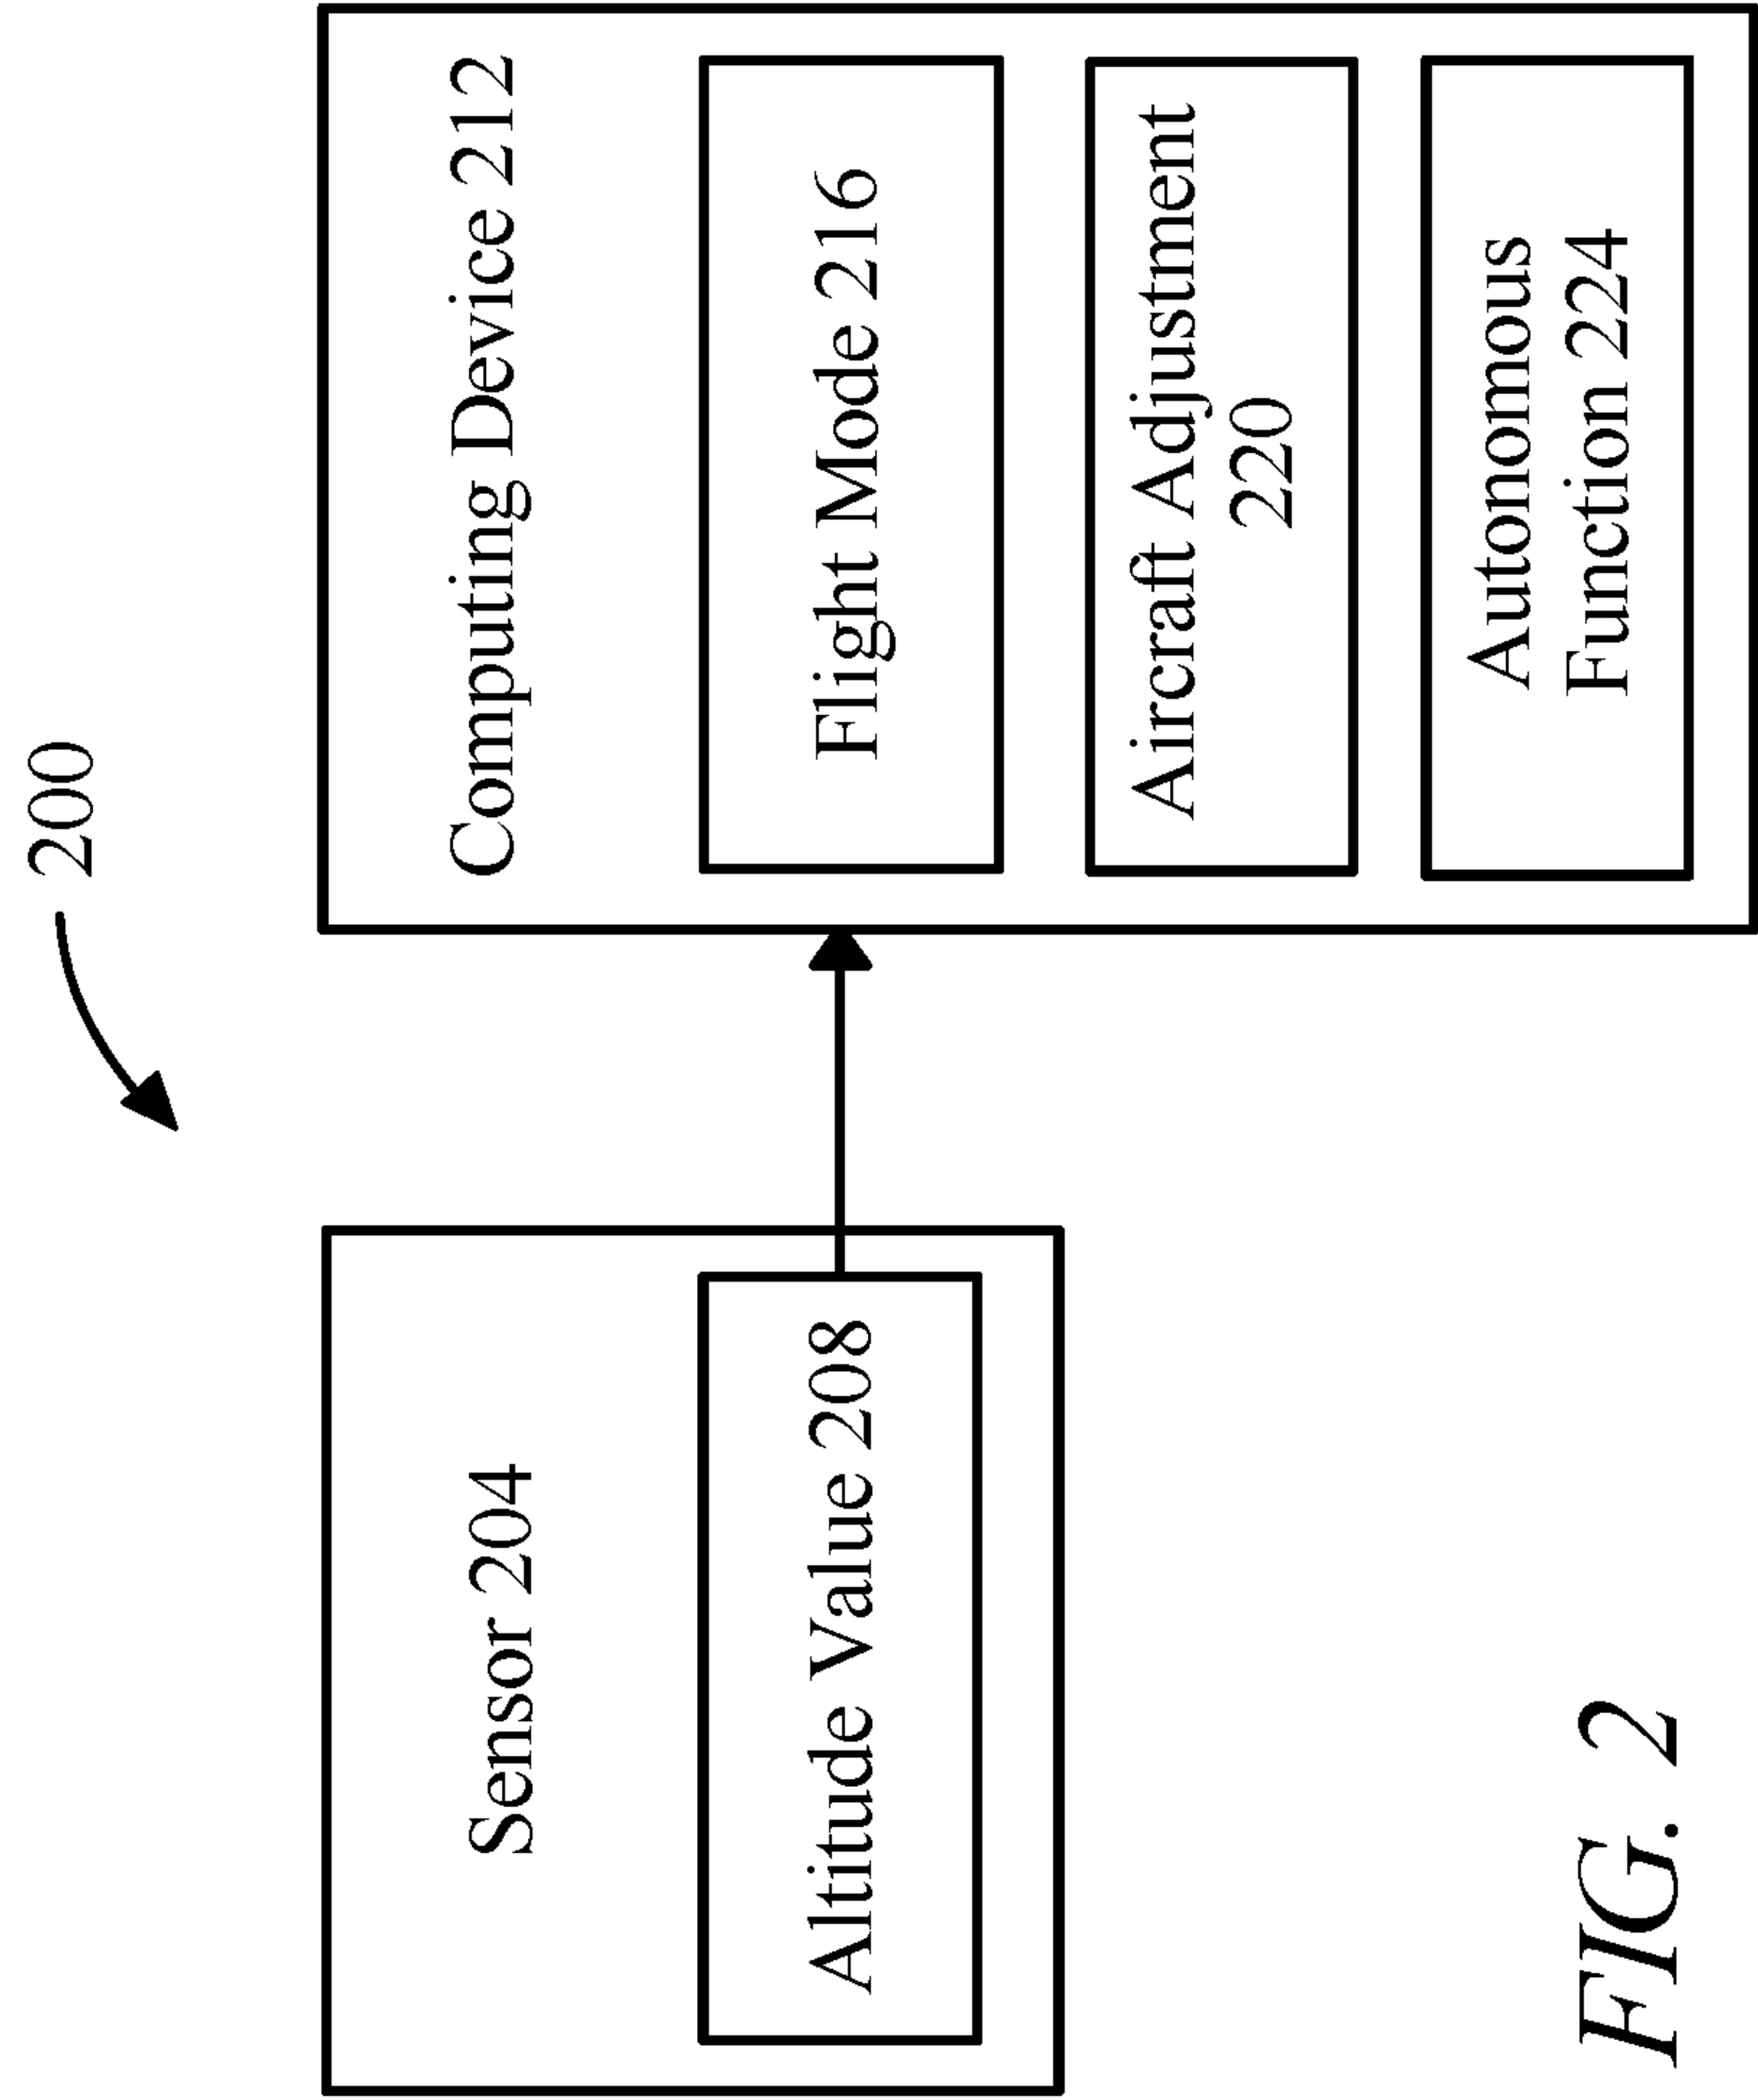 200
Sensor 204
Altitude Value 208
Computing Device 212
Flight Mode 216
Aircraft Adjustment
220
Autonomous
Function 224
FIG. 2